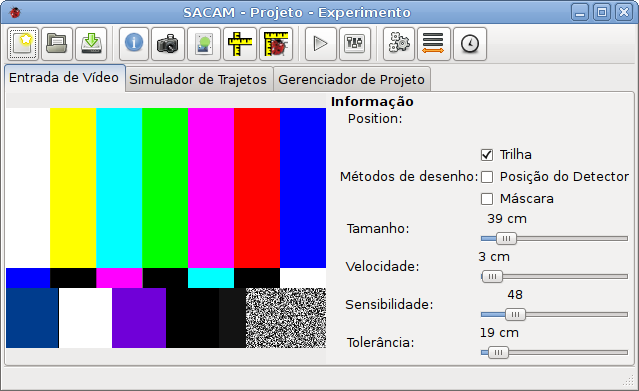 SACAM - Projeto - Experimento
Entrada de Vídeo
Simulador de Trajetos
Gerenciador de Projeto
Informação
Position:
Trilha
Métodos de desenho:
Posição do Detector
Máscara
39 cm
Tamanho:
3 cm
Velocidade:
48
Sensibilidade:
19 cm
Tolerância: